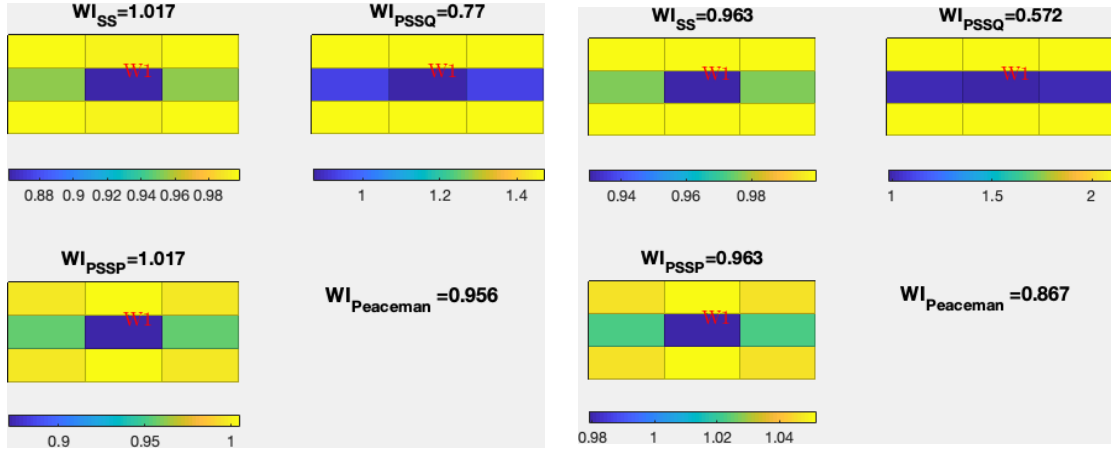 WI_SS=1.017
WI_PSSQ=0.77
W1
W1
0.88 0.9 0.92 0.94 0.96 0.98
1 1.2 1.4
WI_PSSP=1.017
WI_Peaceman =0.956
W1
0.9 0.95 1
WI_SS=0.963
WI_PSSQ=0.572
W1
W1
0.94 0.96 0.98
1 1.5 2
WI_PSSP=0.963
WI_Peaceman =0.867
W1
0.98 1 1.02 1.04